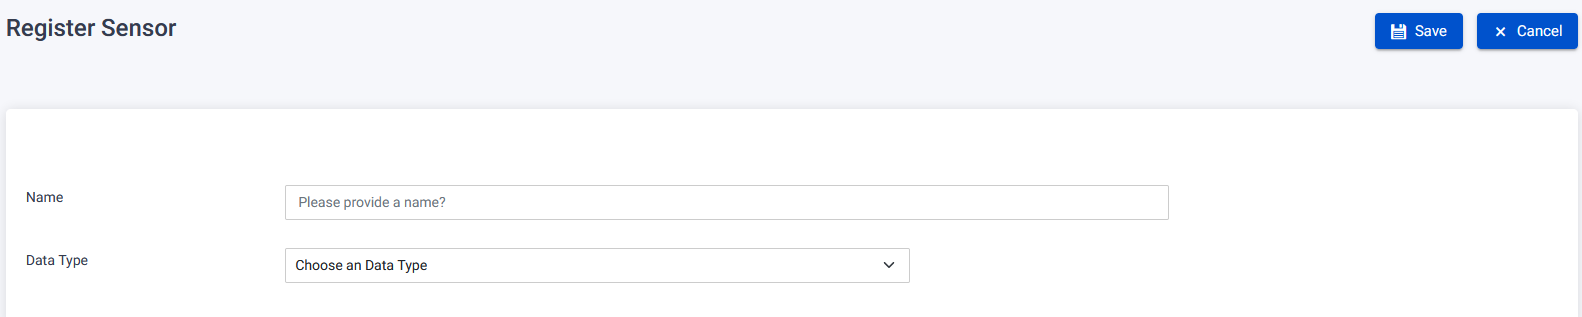 Register Sensor
Save
Cancel
Name
Please provide a name?
Data Type
Choose an Data Type